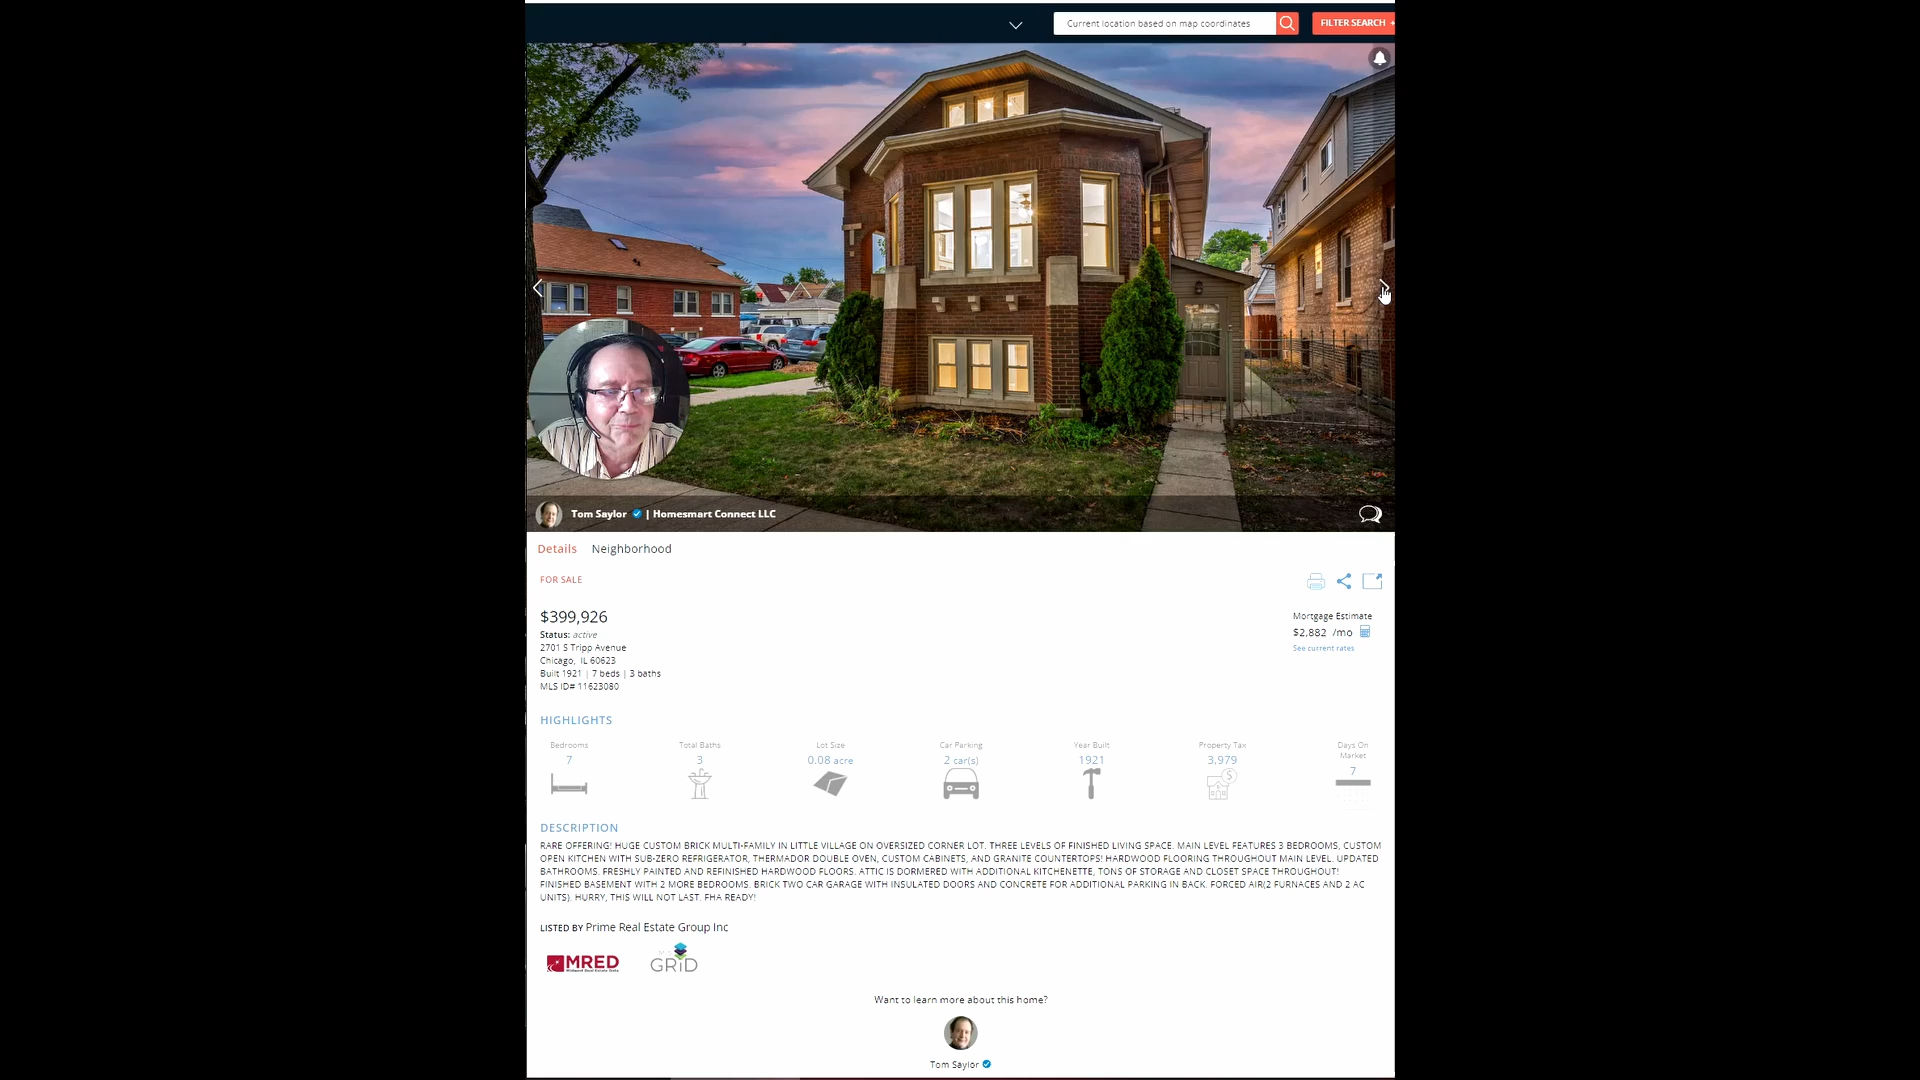 Current location based on map coordinates
FILTER SEARCH +
Tom Saylor | Homesmart Connect LLC
Details Neighborhood
FOR SALE
$399,926
Status: active
2701 S Tripp Avenue
Chicago, IL 60623
Built 1921 | 7 beds | 3 baths
MLS ID# 11623080
Mortgage Estimate
$2,882 /mo
See current rates
HIGHLIGHTS
Bedrooms
7
Total Baths
3
Lot Size
0.08 acre
Car Parking
2 car(s)
Year Built
1921
Property Tax
3,979
Days On
Market
7
DESCRIPTION
RARE OFFERING! HUGE CUSTOM BRICK MULTI-FAMILY IN LITTLE VILLAGE ON OVERSIZED CORNER LOT. THREE LEVELS OF FINISHED LIVING SPACE. MAIN LEVEL FEATURES 3 BEDROOMS, CUSTOM
OPEN KITCHEN WITH SUB-ZERO REFRIGERATOR, THERMADOR DOUBLE OVEN, CUSTOM CABINETS, AND GRANITE COUNTERTOPS! HARDWOOD FLOORING THROUGHOUT MAIN LEVEL. UPDATED
BATHROOMS. FRESHLY PAINTED AND REFINISHED HARDWOOD FLOORS. ATTIC IS DORMERED WITH ADDITIONAL KITCHENETTE, TONS OF STORAGE AND CLOSET SPACE THROUGHOUT!
FINISHED BASEMENT WITH 2 MORE BEDROOMS. BRICK TWO CAR GARAGE WITH INSULATED DOORS AND CONCRETE FOR ADDITIONAL PARKING IN BACK. FORCED AIR(2 FURNACES AND 2 AC
UNITS). HURRY, THIS WILL NOT LAST. FHA READY!
LISTED BY Prime Real Estate Group Inc
MRED
GRiD
Want to learn more about this home?
Tom Saylor